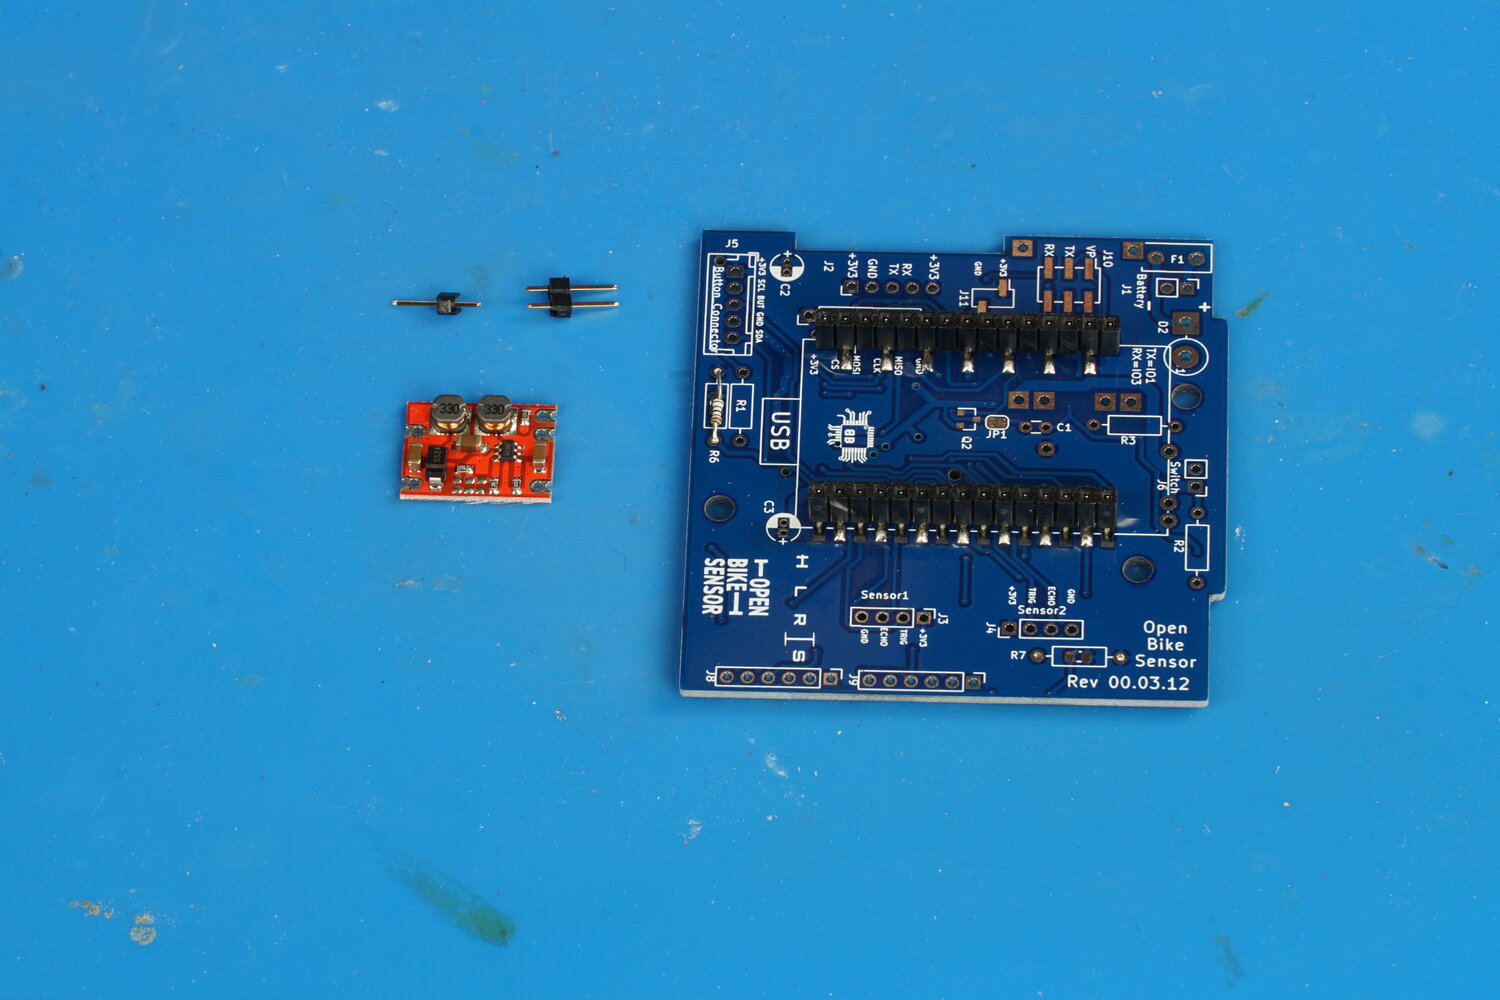 330
330
SS24
J5
+3V3 SCL BUT GND SDA
Button Connector
C2
J2
+3V3
GND
TX
RX
+3V3
GND
+3V3
J11
RX
TX
VP
J10
F1
Battery
J1
+
D2
+3V3
CS
MOSI
CLK
MISO
GND
TX=IO1
RX=IO3
R1
R6
USB
Q2
JP1
C1
R3
Switch
J6
R2
C3
OPEN
BIKE
SENSOR
H
L
R
S
Sensor1
GND
ECHO
TRIG
+3V3
J3
+3V3
TRIG
ECHO
GND
Sensor2
J4
R7
J8
J9
Open
Bike
Sensor
Rev 00.03.12